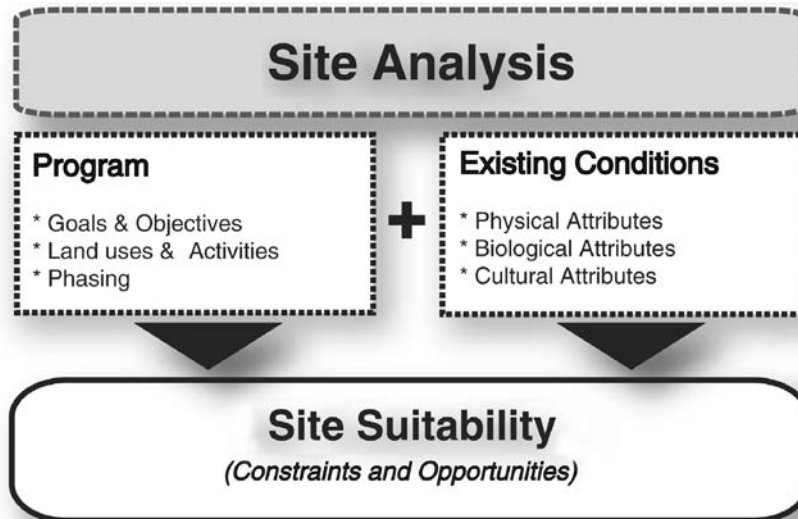 Site Analysis
Program
* Goals & Objectives
* Land uses & Activities
* Phasing
+
Existing Conditions
* Physical Attributes
* Biological Attributes
* Cultural Attributes
Site Suitability
(Constraints and Opportunities)